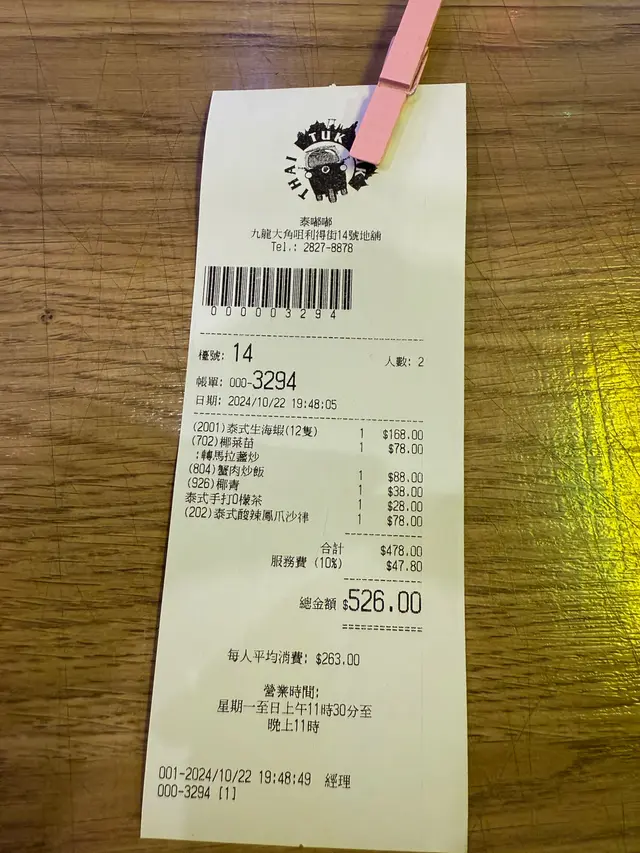 THAI TUK TUK
泰嘟嘟
九龍大角咀利得街14號地舖
Tel.: 2827-8878
000003294
檯號: 14 人數: 2
帳單: 000-3294
日期: 2024/10/22 19:48:05
(2001)泰式生海蝦(12隻) 1 $168.00
(702)椰菜苗 1 $78.00
:轉馬拉盞炒
(804)蟹肉炒飯 1 $88.00
(926)椰青 1 $38.00
泰式手打0檬茶 1 $28.00
(202)泰式酸辣鳳爪沙律 1 $78.00
合計 $478.00
服務費 (10%) $47.80
總金額 $526.00
每人平均消費: $263.00
營業時間:
星期一至日上午11時30分至
晚上11時
001-2024/10/22 19:48:49 經理
000-3294 [1]